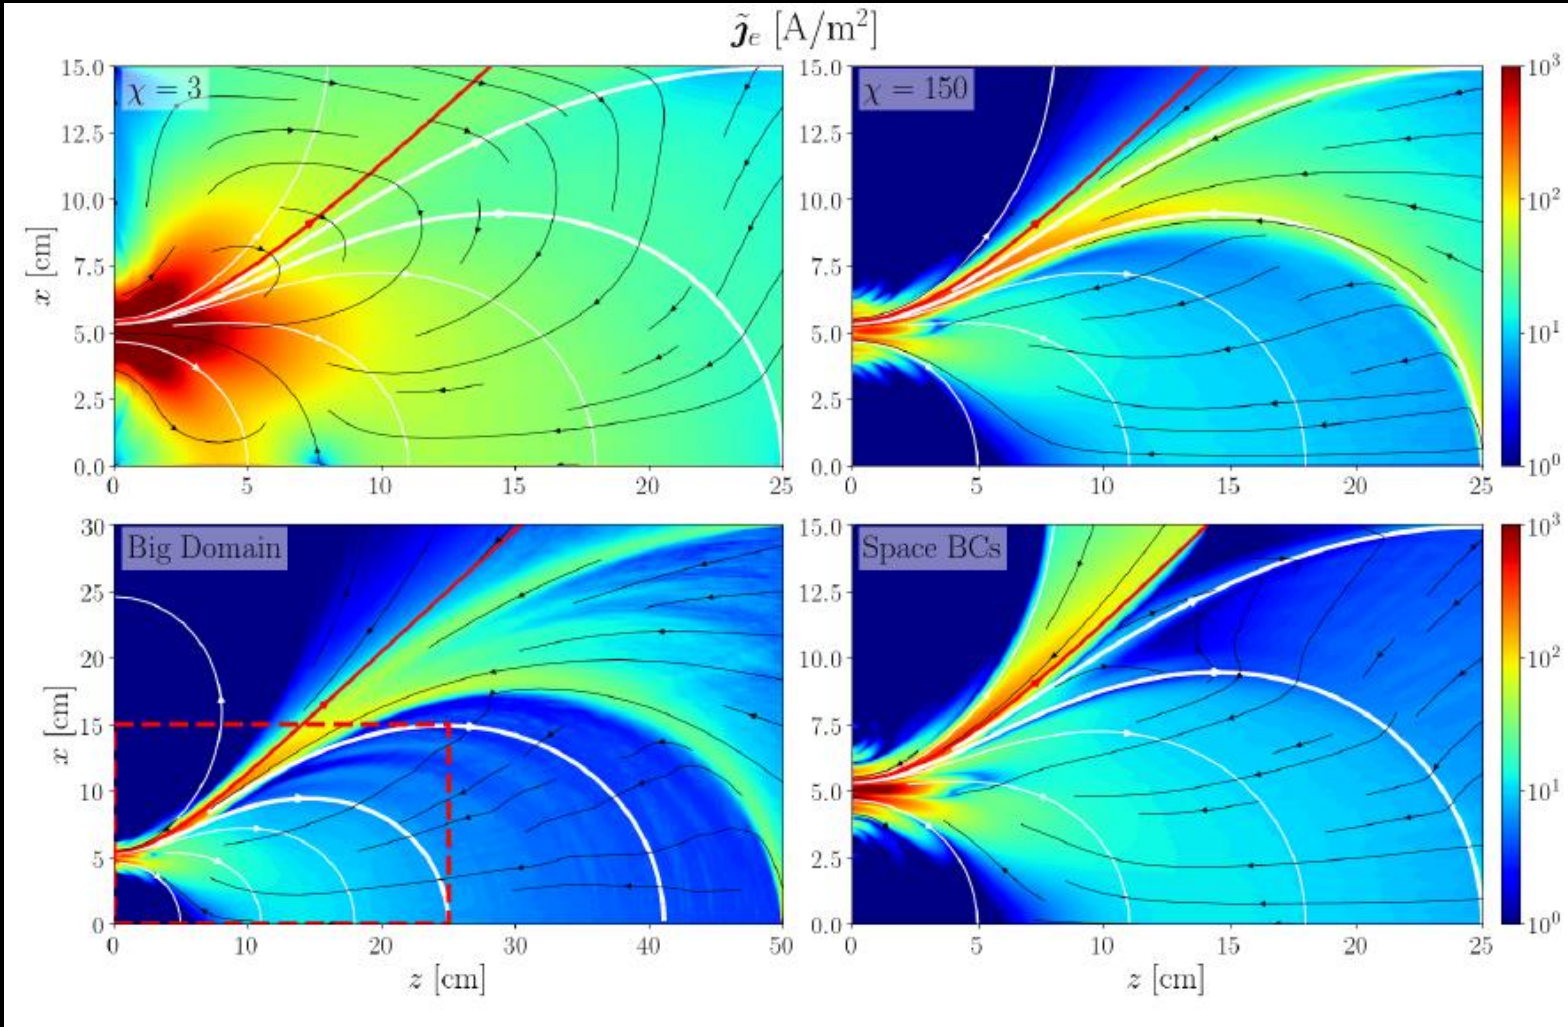 j̃ₑ [A/m²]
χ = 3
15.0
12.5
10.0
7.5
5.0
2.5
0.0
x [cm]
0 5 10 15 20 25
χ = 150
15.0
12.5
10.0
7.5
5.0
2.5
0.0
0 5 10 15 20 25
10³
10²
10¹
10⁰
Big Domain
30
25
20
15
10
5
0
x [cm]
0 10 20 30 40 50
z [cm]
Space BCs
15.0
12.5
10.0
7.5
5.0
2.5
0.0
0 5 10 15 20 25
z [cm]
10³
10²
10¹
10⁰